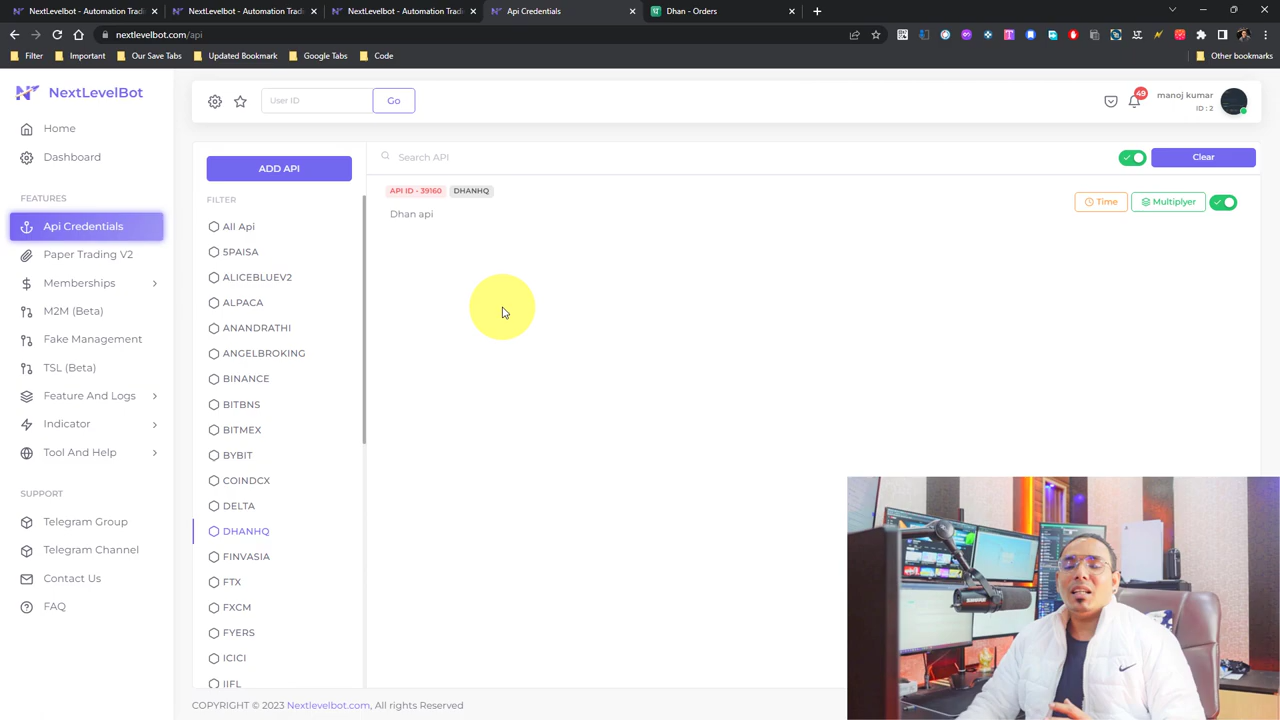 NextLevelBot - Automation Trade
NextLevelBot - Automation Trade
NextLevelBot - Automation Trade
Api Credentials
Dhan - Orders
nextlevelbot.com/api
Filter
Important
Our Save Tabs
Updated Bookmark
Google Tabs
Code
Other bookmarks
NextLevelBot
User ID
Go
49
manoj kumar
ID : 2
Home
Dashboard
FEATURES
Api Credentials
Paper Trading V2
Memberships
M2M (Beta)
Fake Management
TSL (Beta)
Feature And Logs
Indicator
Tool And Help
SUPPORT
Telegram Group
Telegram Channel
Contact Us
FAQ
ADD API
FILTER
All Api
5PAISA
ALICEBLUEV2
ALPACA
ANANDRATHI
ANGELBROKING
BINANCE
BITBNS
BITMEX
BYBIT
COINDCX
DELTA
DHANHQ
FINVASIA
FTX
FXCM
FYERS
ICICI
IIFL
Search API
Clear
API ID - 39160
DHANHQ
Dhan api
Time
Multiplyer
COPYRIGHT © 2023 Nextlevelbot.com, All rights Reserved